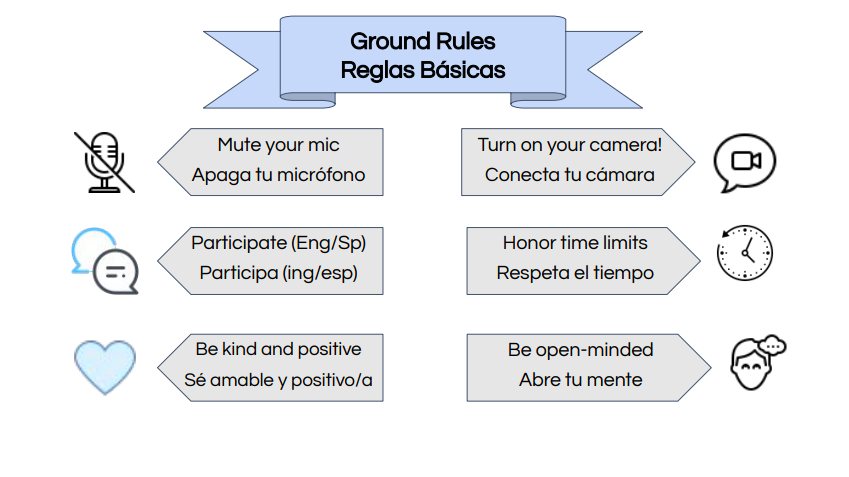 Ground Rules
Reglas Básicas
Mute your mic
Apaga tu micrófono
Turn on your camera!
Conecta tu cámara
Participate (Eng/Sp)
Participa (ing/esp)
Honor time limits
Respeta el tiempo
Be kind and positive
Sé amable y positivo/a
Be open-minded
Abre tu mente